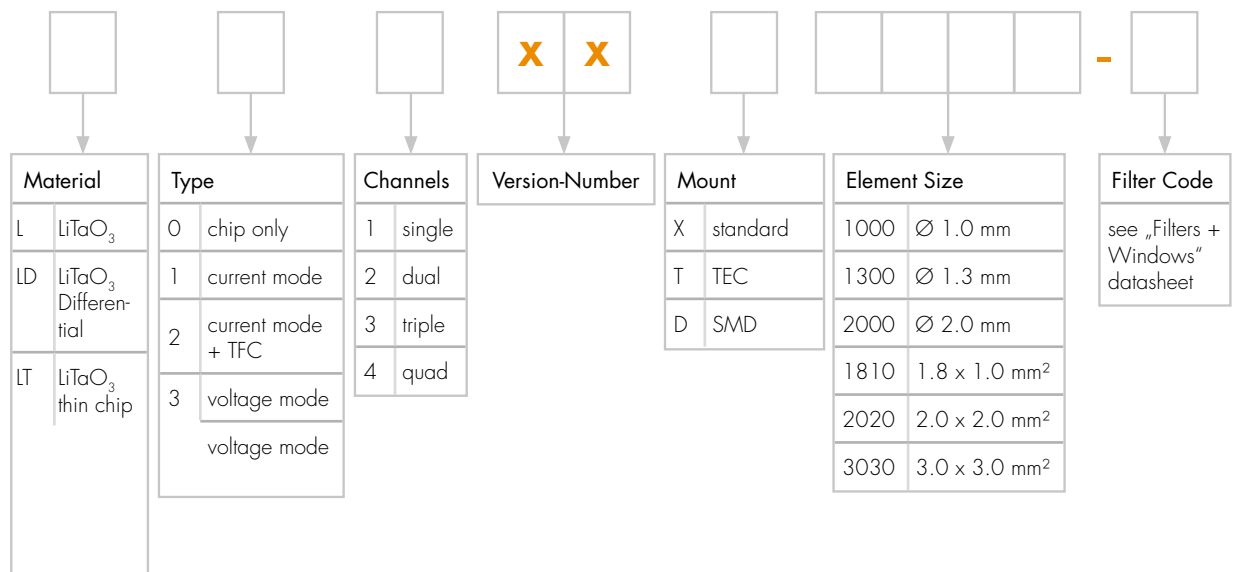 x x -
Material
L LiTaO₃
LD LiTaO₃
Differen-
tial
LT LiTaO₃
thin chip
Type
0 chip only
1 current mode
2 current mode
+ TFC
3 voltage mode
voltage mode
Channels
1 single
2 dual
3 triple
4 quad
Version-Number
Mount
X standard
T TEC
D SMD
Element Size
1000 Ø 1.0 mm
1300 Ø 1.3 mm
2000 Ø 2.0 mm
1810 1.8 x 1.0 mm²
2020 2.0 x 2.0 mm²
3030 3.0 x 3.0 mm²
Filter Code
see „Filters +
Windows“
datasheet